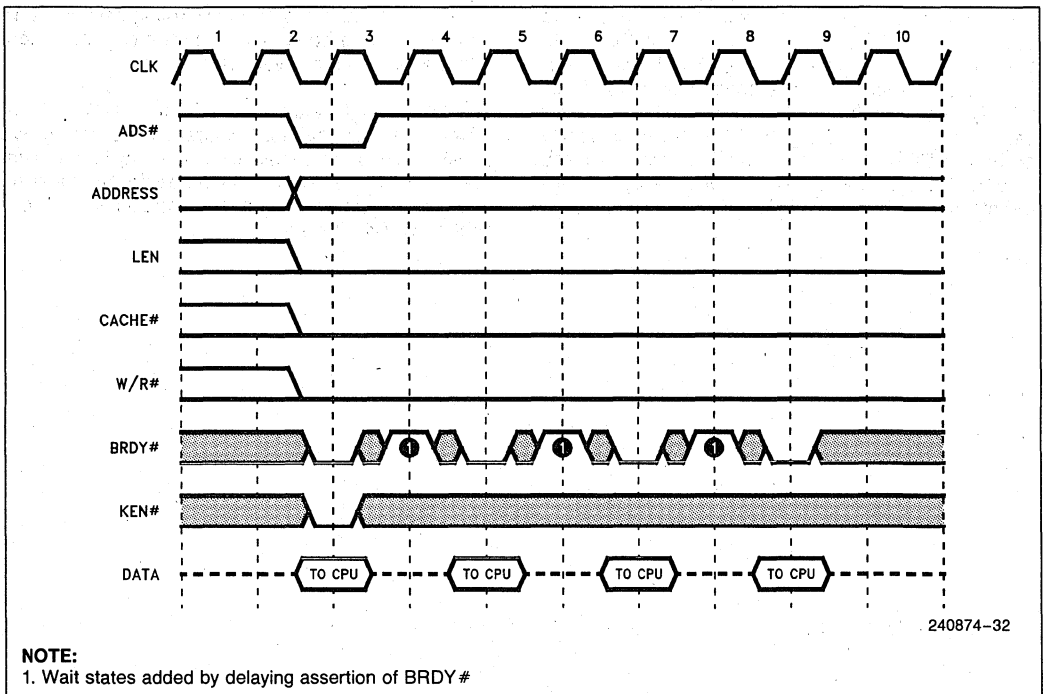 1 2 3 4 5 6 7 8 9 10
CLK
ADS#
ADDRESS
LEN
CACHE#
W/R#
BRDY# 1 1 1
KEN#
DATA TO CPU TO CPU TO CPU TO CPU
240874-32
NOTE:
1. Wait states added by delaying assertion of BRDY#